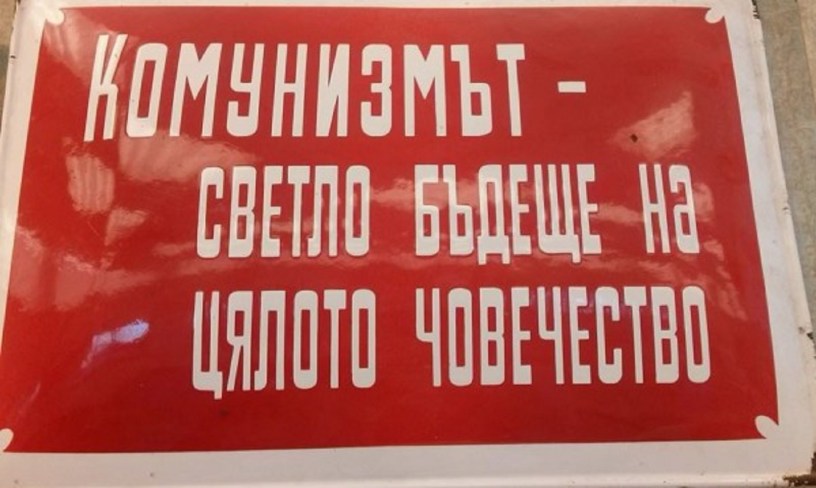 Комунизмът -
светло бъдеще на
цялото човечество